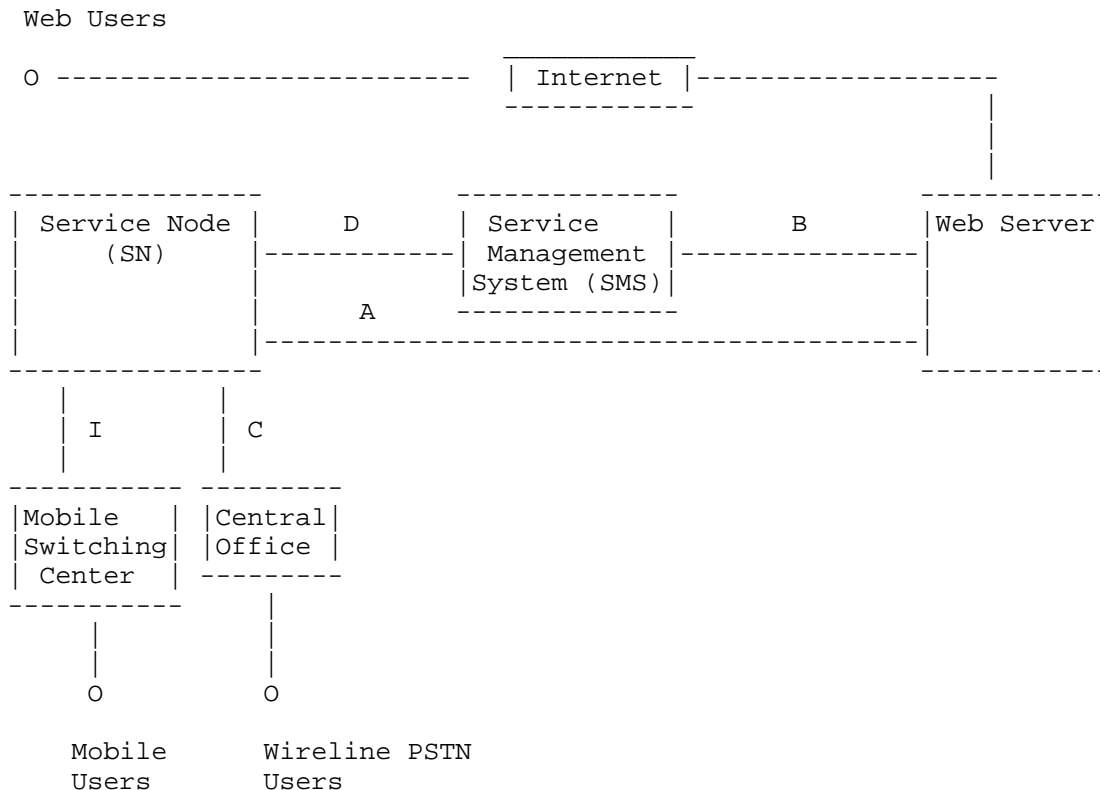 Web Users
O Internet
Service Node D Service B Web Server
(SN) Management
System (SMS)
A
I C
Mobile Central
Switching Office
Center
O O
Mobile Wireline PSTN
Users Users